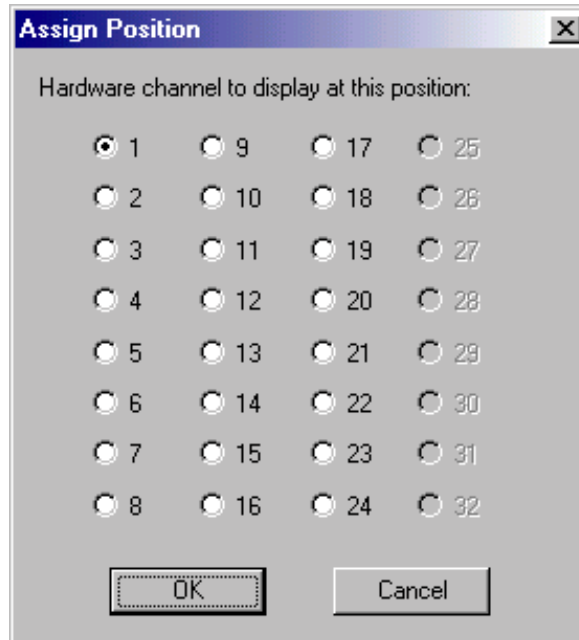 Assign Position
Hardware channel to display at this position:
1 9 17 25
2 10 18 26
3 11 19 27
4 12 20 28
5 13 21 29
6 14 22 30
7 15 23 31
8 16 24 32
OK Cancel